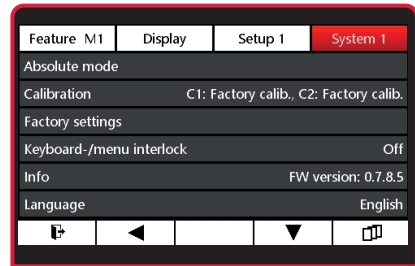 Feature M1 Display Setup 1 System 1
Absolute mode
Calibration C1: Factory calib., C2: Factory calib.
Factory settings
Keyboard-/menu interlock Off
Info FW version: 0.7.8.5
Language English